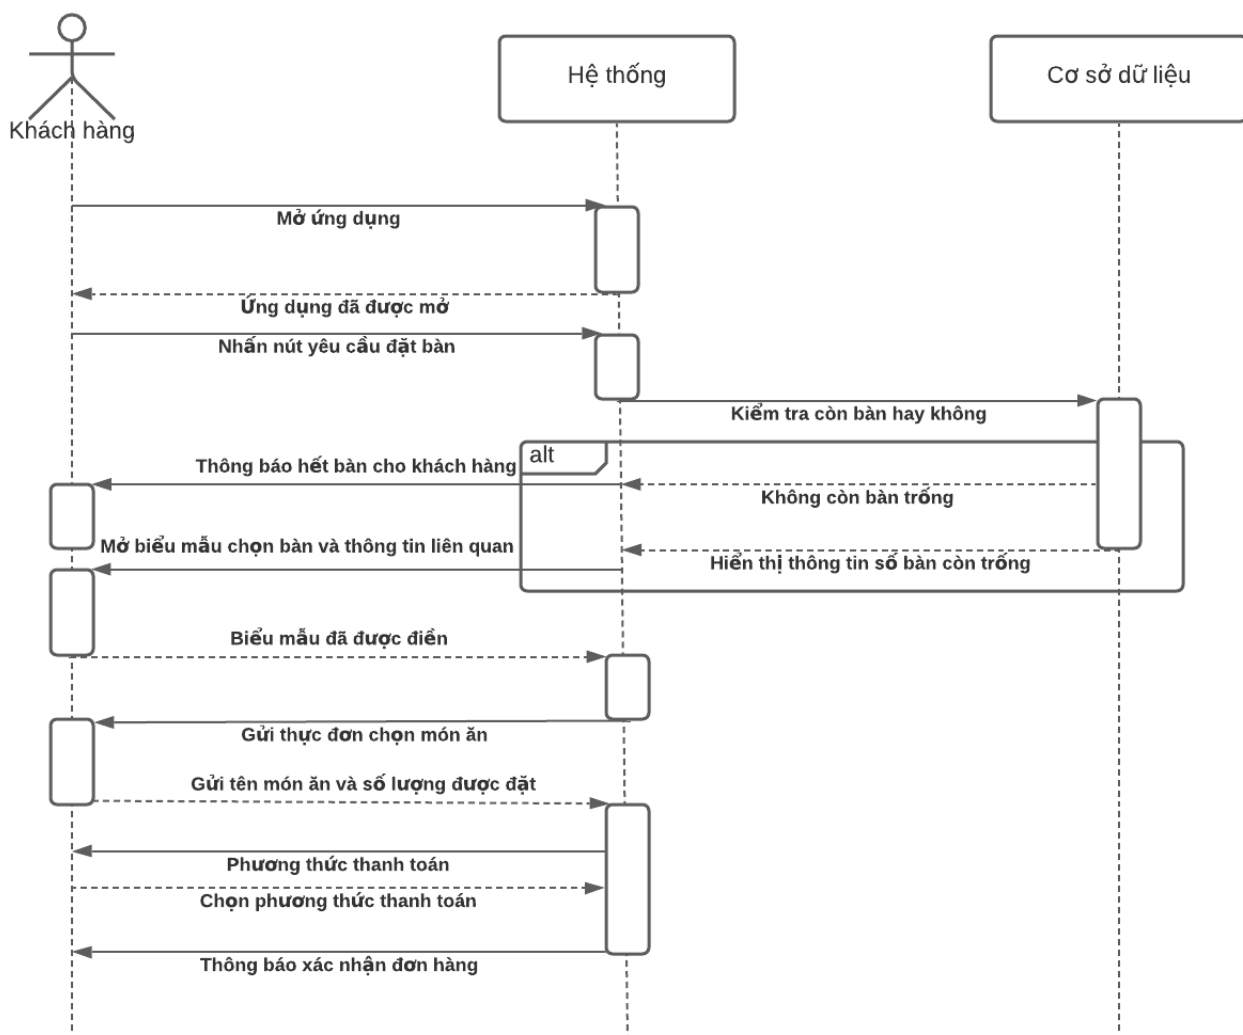 Khách hàng
Hệ thống
Cơ sở dữ liệu
Mở ứng dụng
Ứng dụng đã được mở
Nhấn nút yêu cầu đặt bàn
Kiểm tra còn bàn hay không
alt
Thông báo hết bàn cho khách hàng
Không còn bàn trống
Mở biểu mẫu chọn bàn và thông tin liên quan
Hiển thị thông tin số bàn còn trống
Biểu mẫu đã được điền
Gửi thực đơn chọn món ăn
Gửi tên món ăn và số lượng được đặt
Phương thức thanh toán
Chọn phương thức thanh toán
Thông báo xác nhận đơn hàng